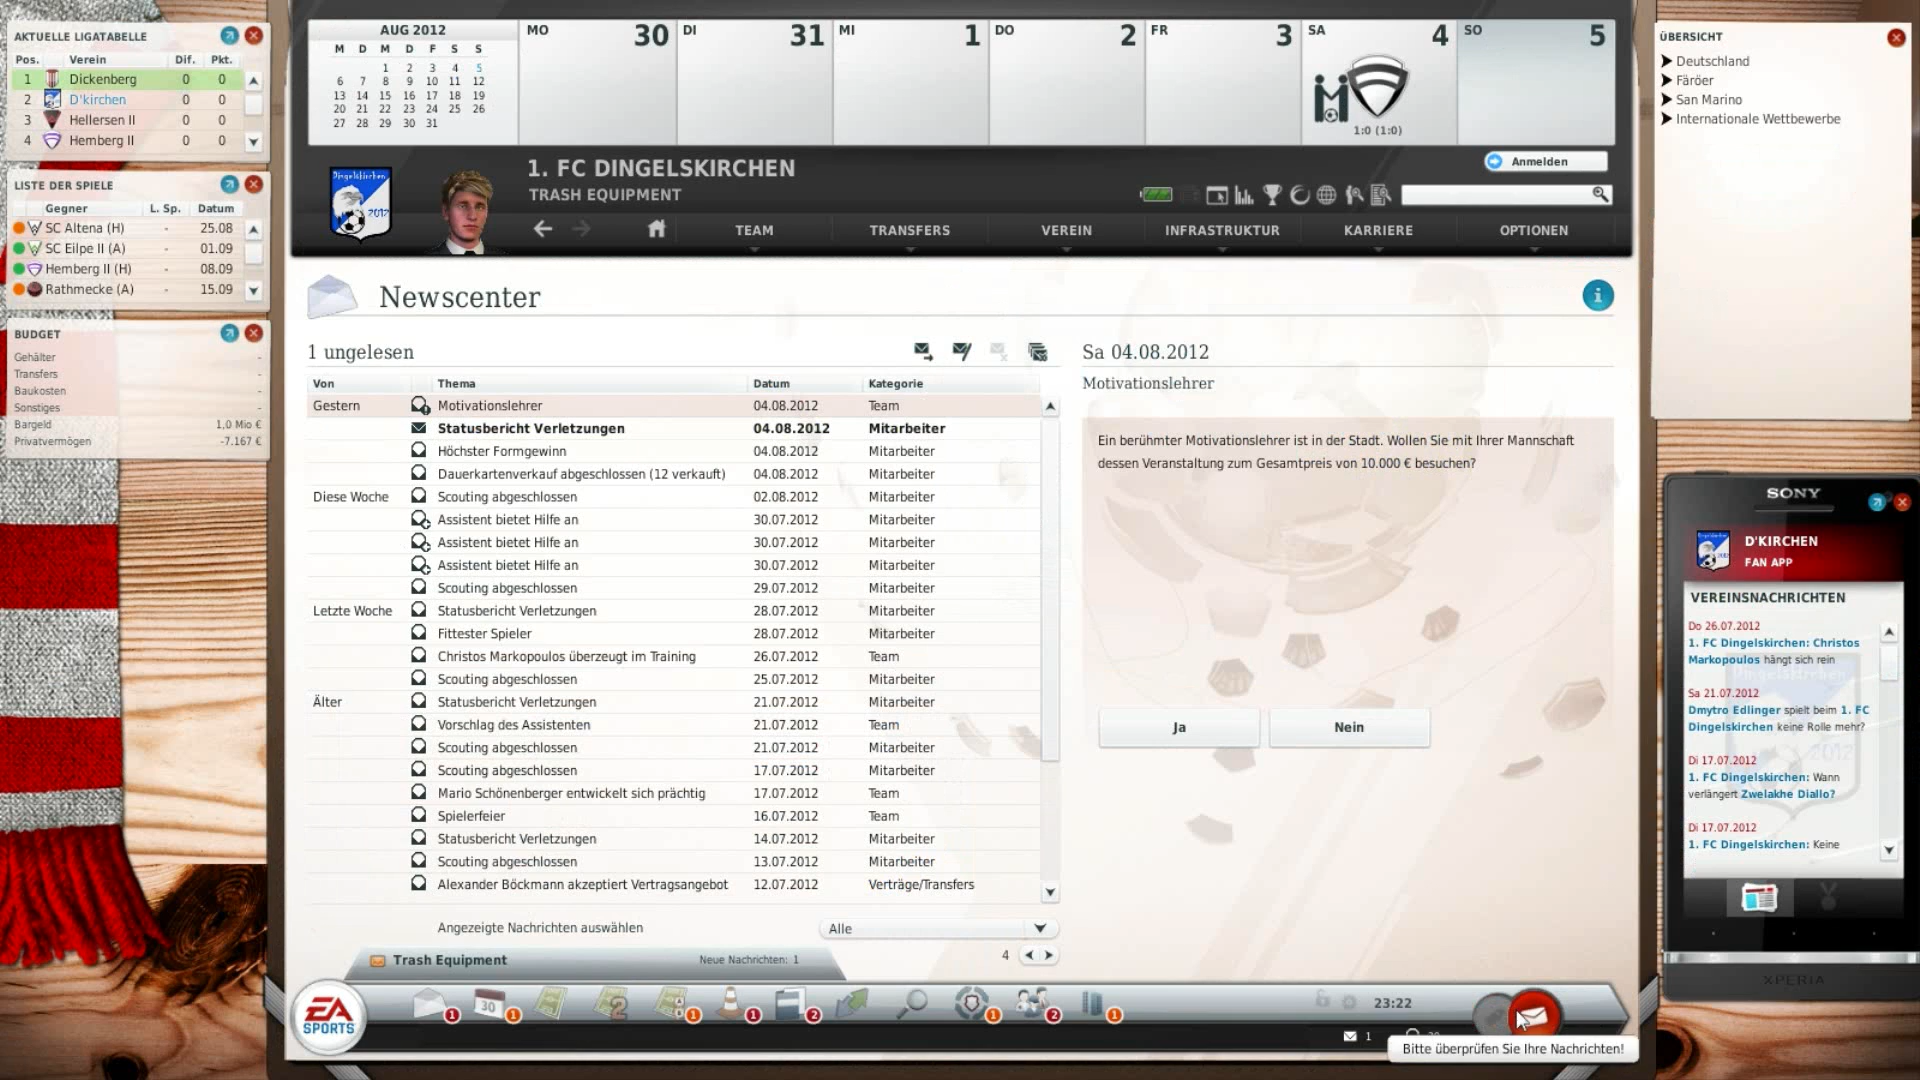 AKTUELLE LIGATABELLE
Pos. Verein Dif. Pkt.
1 Dickenberg 0 0
2 D'kirchen 0 0
3 Hellersen II 0 0
4 Hemberg II 0 0
LISTE DER SPIELE
Gegner L. Sp. Datum
SC Altena (H) - 25.08
SC Eilpe II (A) - 01.09
Hemberg II (H) - 08.09
Rathmecke (A) - 15.09
BUDGET
Gehälter -
Transfers -
Baukosten -
Sonstiges -
Bargeld 1,0 Mio €
Privatvermögen -7.167 €
AUG 2012
M D M D F S S
1 2 3 4 5
6 7 8 9 10 11 12
13 14 15 16 17 18 19
20 21 22 23 24 25 26
27 28 29 30 31
MO 30
DI 31
MI 1
DO 2
FR 3
SA 4
1:0 (1:0)
SO 5
Dingelskirchen
2012
1. FC DINGELSKIRCHEN
TRASH EQUIPMENT
Anmelden
TEAM TRANSFERS VEREIN INFRASTRUKTUR KARRIERE OPTIONEN
Newscenter
i
1 ungelesen
Von Thema Datum Kategorie
Gestern Motivationslehrer 04.08.2012 Team
Statusbericht Verletzungen 04.08.2012 Mitarbeiter
Höchster Formgewinn 04.08.2012 Mitarbeiter
Dauerkartenverkauf abgeschlossen (12 verkauft) 04.08.2012 Mitarbeiter
Diese Woche Scouting abgeschlossen 02.08.2012 Mitarbeiter
Assistent bietet Hilfe an 30.07.2012 Mitarbeiter
Assistent bietet Hilfe an 30.07.2012 Mitarbeiter
Assistent bietet Hilfe an 30.07.2012 Mitarbeiter
Scouting abgeschlossen 29.07.2012 Mitarbeiter
Letzte Woche Statusbericht Verletzungen 28.07.2012 Mitarbeiter
Fittester Spieler 28.07.2012 Mitarbeiter
Christos Markopoulos überzeugt im Training 26.07.2012 Team
Scouting abgeschlossen 25.07.2012 Mitarbeiter
Älter Statusbericht Verletzungen 21.07.2012 Mitarbeiter
Vorschlag des Assistenten 21.07.2012 Team
Scouting abgeschlossen 21.07.2012 Mitarbeiter
Scouting abgeschlossen 17.07.2012 Mitarbeiter
Mario Schönenberger entwickelt sich prächtig 17.07.2012 Team
Spielerfeier 16.07.2012 Team
Statusbericht Verletzungen 14.07.2012 Mitarbeiter
Scouting abgeschlossen 13.07.2012 Mitarbeiter
Alexander Böckmann akzeptiert Vertragsangebot 12.07.2012 Verträge/Transfers
Angezeigte Nachrichten auswählen Alle
4
Trash Equipment Neue Nachrichten: 1
Sa 04.08.2012
Motivationslehrer
Ein berühmter Motivationslehrer ist in der Stadt. Wollen Sie mit Ihrer Mannschaft
dessen Veranstaltung zum Gesamtpreis von 10.000 € besuchen?
Ja Nein
EA
SPORTS
1 30 1 2 1 1 2 1 2 1
23:22
1
Bitte überprüfen Sie Ihre Nachrichten!
ÜBERSICHT
Deutschland
Färöer
San Marino
Internationale Wettbewerbe
SONY
D'KIRCHEN
FAN APP
VEREINSNACHRICHTEN
Do 26.07.2012
1. FC Dingelskirchen: Christos
Markopoulos hängt sich rein
Sa 21.07.2012
Dmytro Edlinger spielt beim 1. FC
Dingelskirchen keine Rolle mehr?
Di 17.07.2012
1. FC Dingelskirchen: Wann
verlängert Zwelakhe Diallo?
Di 17.07.2012
1. FC Dingelskirchen: Keine
XPERIA